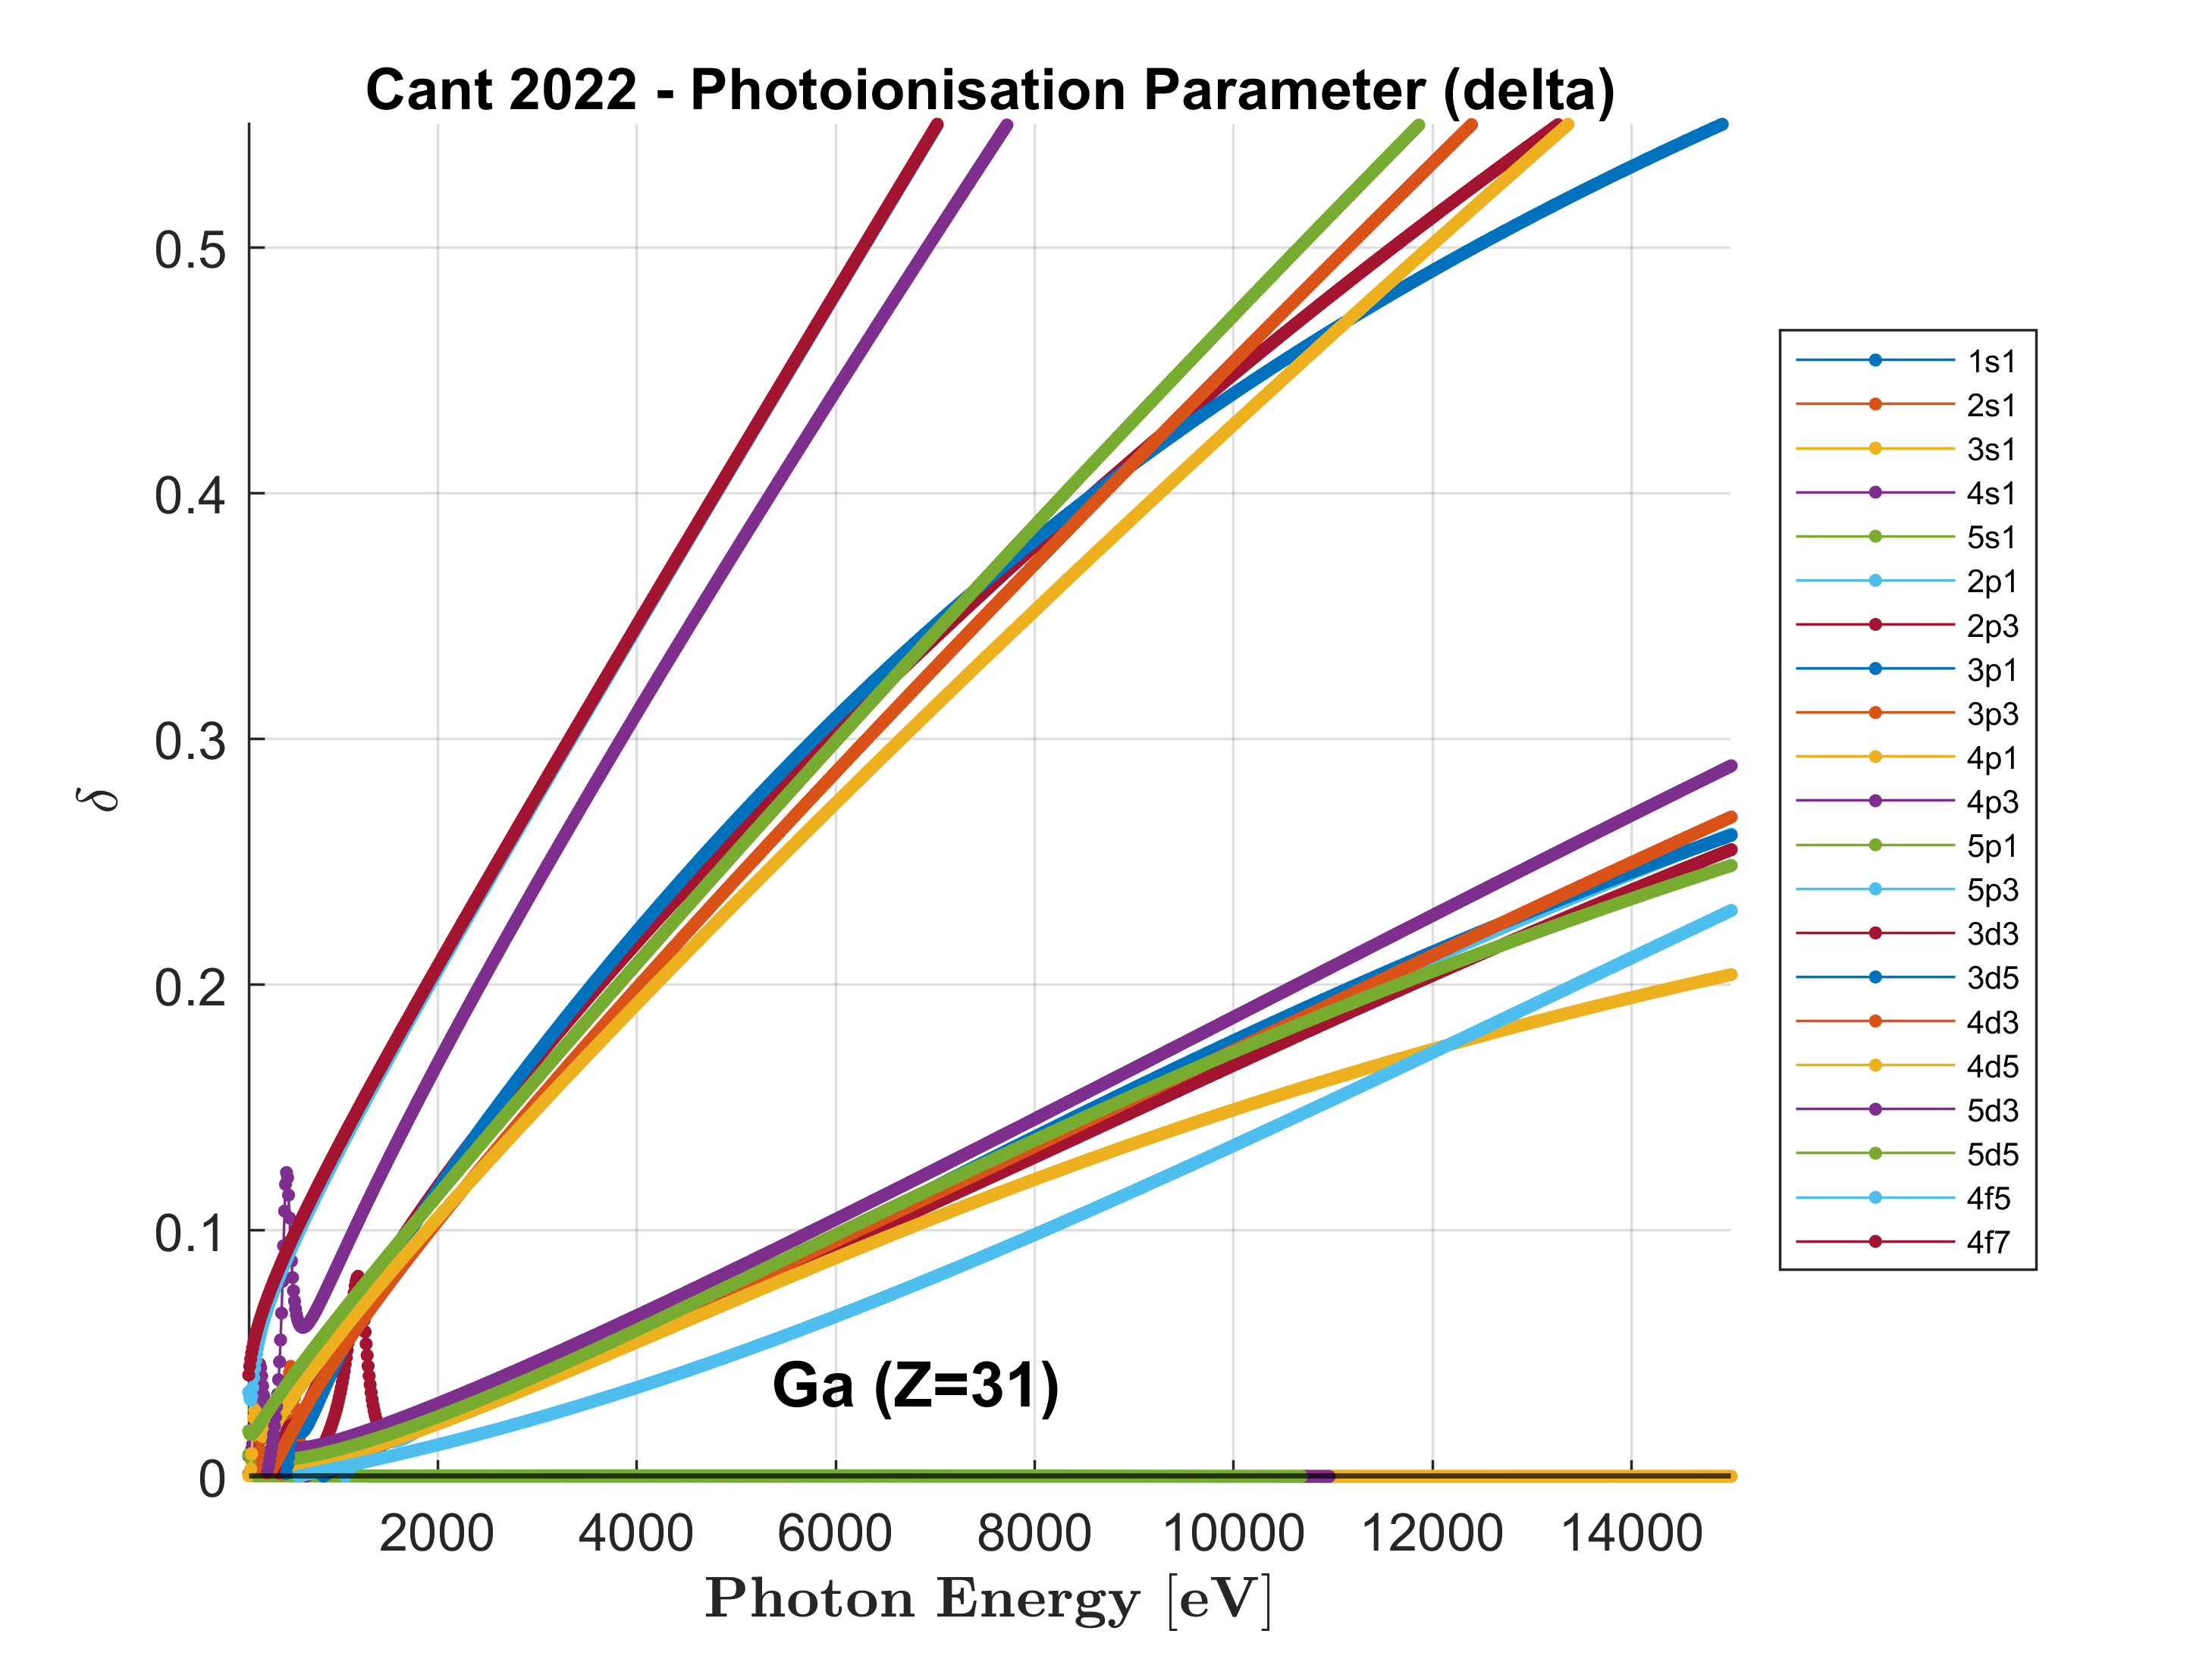 Cant 2022 - Photoionisation Parameter (delta)
0.5
0.4
0.3
0.2
0.1
0
δ
2000 4000 6000 8000 10000 12000 14000
Photon Energy [eV]
Ga (Z=31)
1s1
2s1
3s1
4s1
5s1
2p1
2p3
3p1
3p3
4p1
4p3
5p1
5p3
3d3
3d5
4d3
4d5
5d3
5d5
4f5
4f7